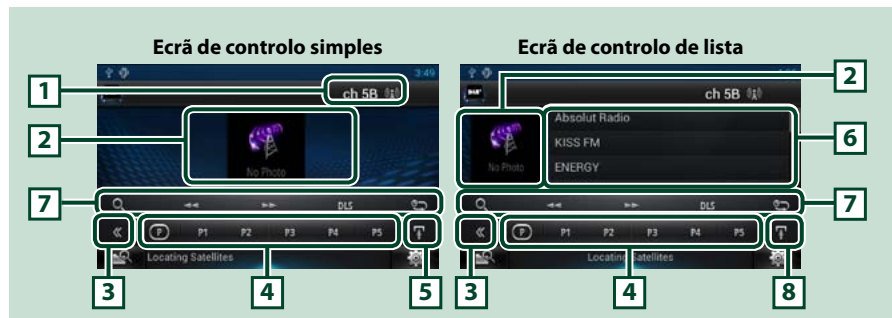 Ecrã de controlo simples
3:49
ch 5B
No Photo
DLS
P P1 P2 P3 P4 P5
Locating Satellites
1
2
7
3
4
5
Ecrã de controlo de lista
ch 5B
No Photo
Absolut Radio
KISS FM
ENERGY
DLS
P P1 P2 P3 P4 P5
Locating Satellites
2
6
7
3
4
8